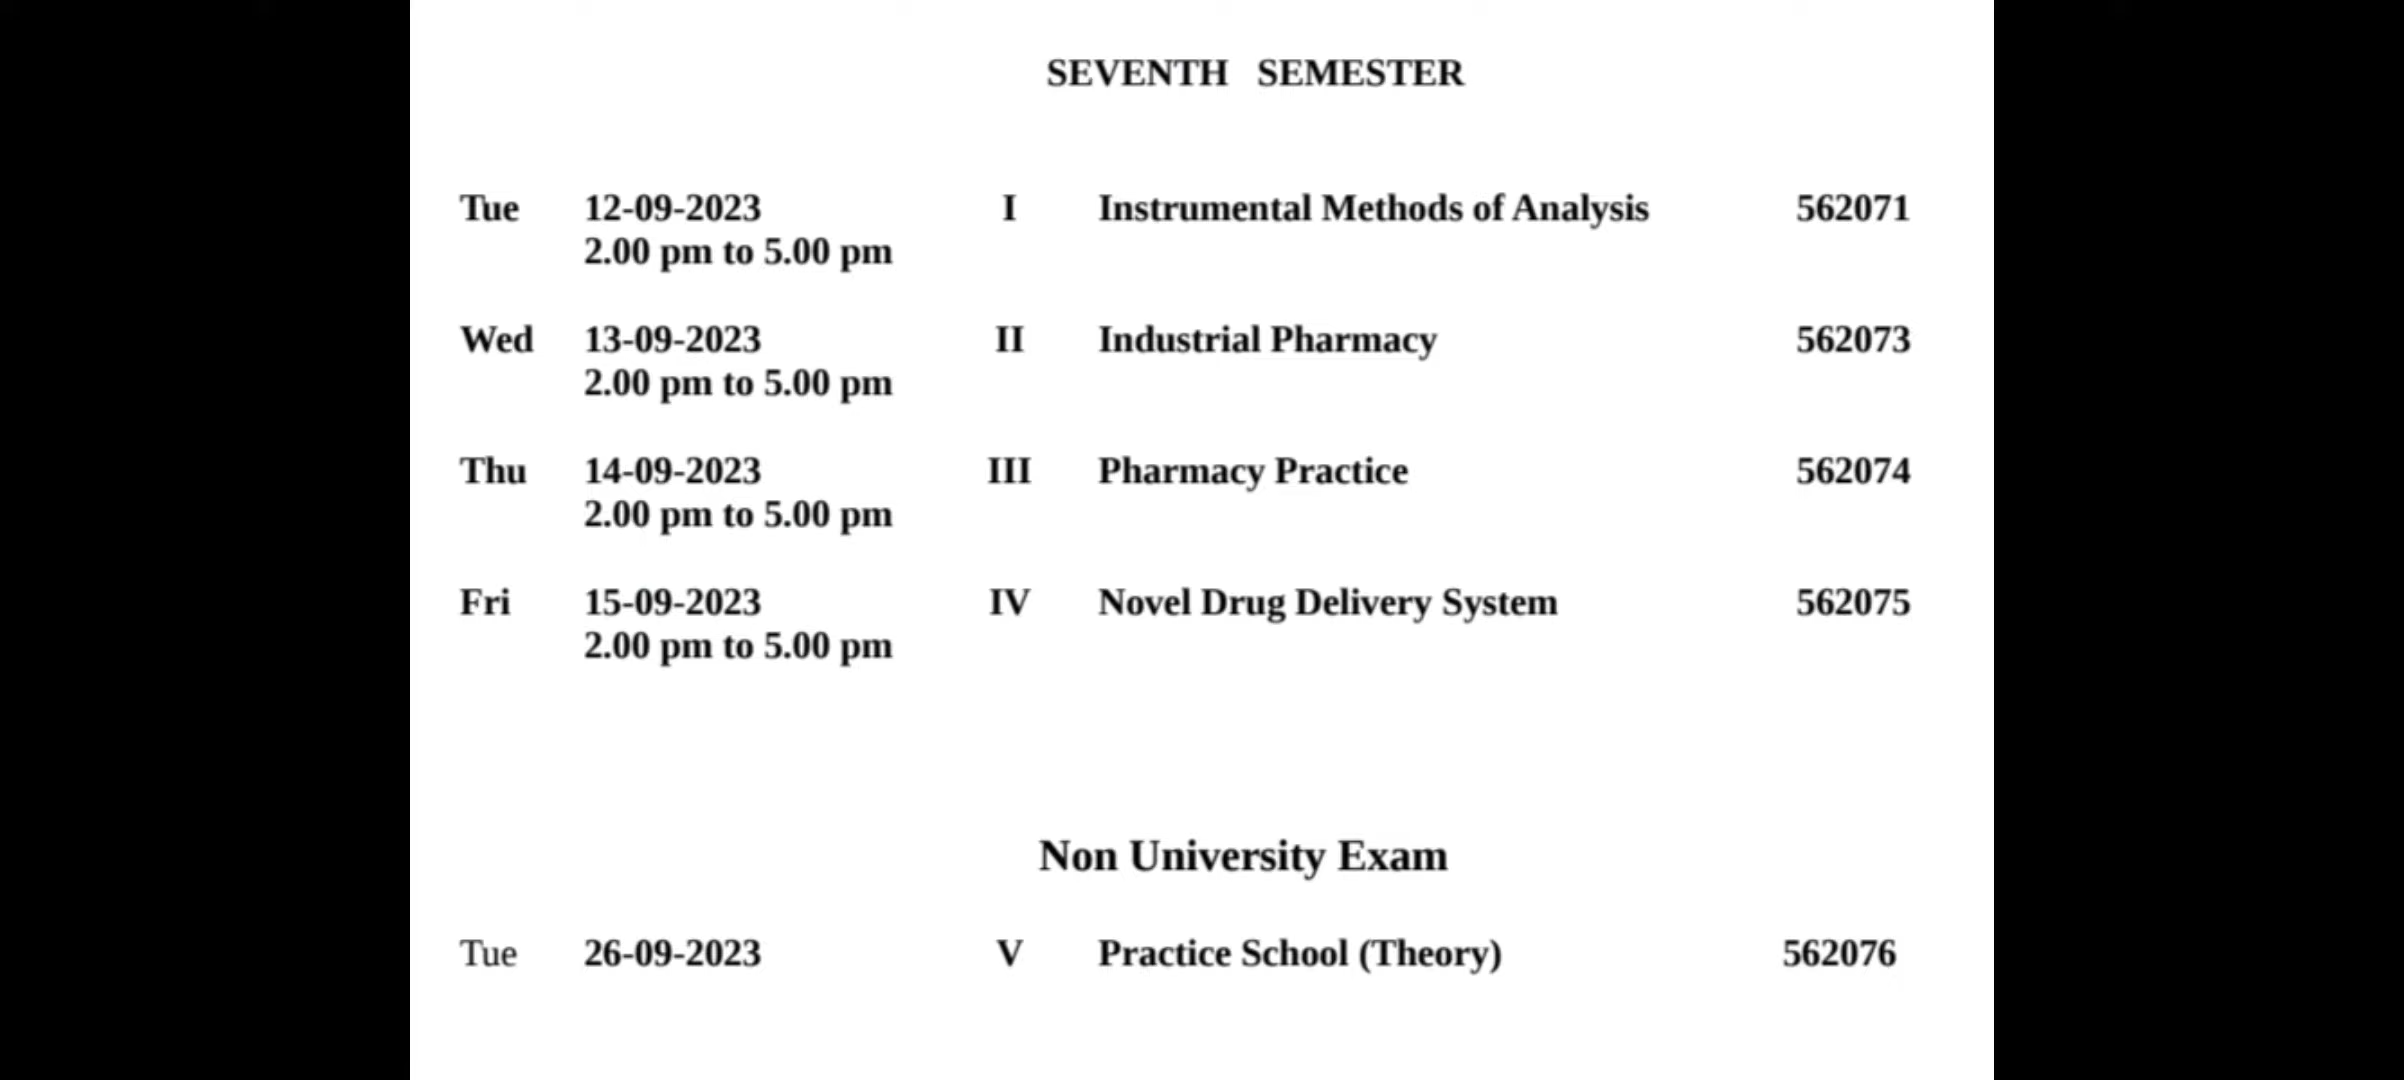 SEVENTH SEMESTER
Tue 12-09-2023 I Instrumental Methods of Analysis 562071
2.00 pm to 5.00 pm
Wed 13-09-2023 II Industrial Pharmacy 562073
2.00 pm to 5.00 pm
Thu 14-09-2023 III Pharmacy Practice 562074
2.00 pm to 5.00 pm
Fri 15-09-2023 IV Novel Drug Delivery System 562075
2.00 pm to 5.00 pm
Non University Exam
Tue 26-09-2023 V Practice School (Theory) 562076